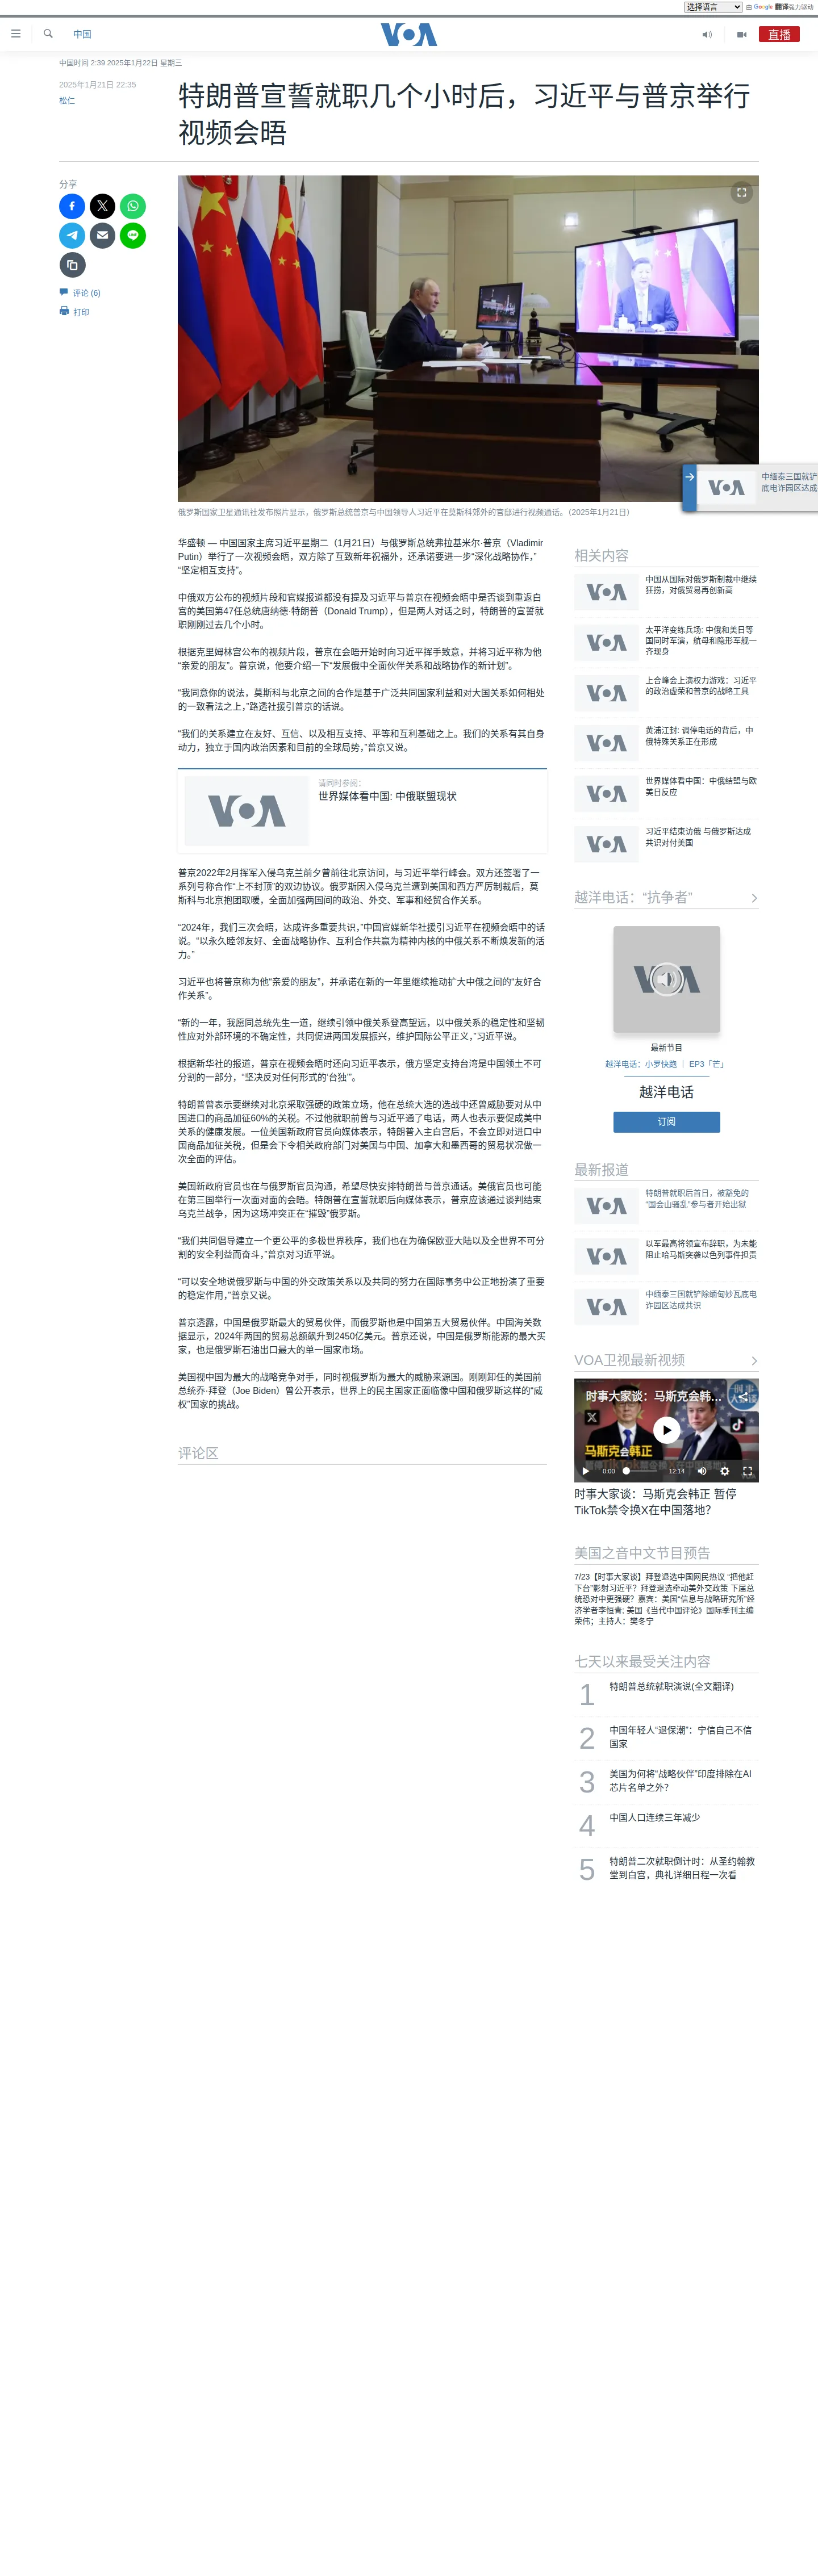 选择语言 由 Google 翻译强力驱动
中国
VOA
直播
中国时间 2:39 2025年1月22日 星期三
2025年1月21日 22:35
松仁
特朗普宣誓就职几个小时后，习近平与普京举行
视频会晤
分享
评论 (6)
打印
中缅泰三国就铲
底电诈园区达成
VOA
俄罗斯国家卫星通讯社发布照片显示，俄罗斯总统普京与中国领导人习近平在莫斯科郊外的官邸进行视频通话。（2025年1月21日）
华盛顿 — 中国国家主席习近平星期二（1月21日）与俄罗斯总统弗拉基米尔·普京（Vladimir
Putin）举行了一次视频会晤，双方除了互致新年祝福外，还承诺要进一步“深化战略协作，”
“坚定相互支持”。
中俄双方公布的视频片段和官媒报道都没有提及习近平与普京在视频会晤中是否谈到重返白
宫的美国第47任总统唐纳德·特朗普（Donald Trump），但是两人对话之时，特朗普的宣誓就
职刚刚过去几个小时。
根据克里姆林宫公布的视频片段，普京在会晤开始时向习近平挥手致意，并将习近平称为他
“亲爱的朋友”。普京说，他要介绍一下“发展俄中全面伙伴关系和战略协作的新计划”。
“我同意你的说法，莫斯科与北京之间的合作是基于广泛共同国家利益和对大国关系如何相处
的一致看法之上，”路透社援引普京的话说。
“我们的关系建立在友好、互信、以及相互支持、平等和互利基础之上。我们的关系有其自身
动力，独立于国内政治因素和目前的全球局势，”普京又说。
VOA
请同时参阅：
世界媒体看中国: 中俄联盟现状
普京2022年2月挥军入侵乌克兰前夕曾前往北京访问，与习近平举行峰会。双方还签署了一
系列号称合作“上不封顶”的双边协议。俄罗斯因入侵乌克兰遭到美国和西方严厉制裁后，莫
斯科与北京抱团取暖，全面加强两国间的政治、外交、军事和经贸合作关系。
“2024年，我们三次会晤，达成许多重要共识，”中国官媒新华社援引习近平在视频会晤中的话
说。“以永久睦邻友好、全面战略协作、互利合作共赢为精神内核的中俄关系不断焕发新的活
力。”
习近平也将普京称为他“亲爱的朋友”，并承诺在新的一年里继续推动扩大中俄之间的“友好合
作关系”。
“新的一年，我愿同总统先生一道，继续引领中俄关系登高望远，以中俄关系的稳定性和坚韧
性应对外部环境的不确定性，共同促进两国发展振兴，维护国际公平正义，”习近平说。
根据新华社的报道，普京在视频会晤时还向习近平表示，俄方坚定支持台湾是中国领土不可
分割的一部分，“坚决反对任何形式的‘台独’”。
特朗普曾表示要继续对北京采取强硬的政策立场，他在总统大选的选战中还曾威胁要对从中
国进口的商品加征60%的关税。不过他就职前曾与习近平通了电话，两人也表示要促成美中
关系的健康发展。一位美国新政府官员向媒体表示，特朗普入主白宫后，不会立即对进口中
国商品加征关税，但是会下令相关政府部门对美国与中国、加拿大和墨西哥的贸易状况做一
次全面的评估。
美国新政府官员也在与俄罗斯官员沟通，希望尽快安排特朗普与普京通话。美俄官员也可能
在第三国举行一次面对面的会晤。特朗普在宣誓就职后向媒体表示，普京应该通过谈判结束
乌克兰战争，因为这场冲突正在“摧毁”俄罗斯。
“我们共同倡导建立一个更公平的多极世界秩序，我们也在为确保欧亚大陆以及全世界不可分
割的安全利益而奋斗，”普京对习近平说。
“可以安全地说俄罗斯与中国的外交政策关系以及共同的努力在国际事务中公正地扮演了重要
的稳定作用，”普京又说。
普京透露，中国是俄罗斯最大的贸易伙伴，而俄罗斯也是中国第五大贸易伙伴。中国海关数
据显示，2024年两国的贸易总额飙升到2450亿美元。普京还说，中国是俄罗斯能源的最大买
家，也是俄罗斯石油出口最大的单一国家市场。
美国视中国为最大的战略竞争对手，同时视俄罗斯为最大的威胁来源国。刚刚卸任的美国前
总统乔·拜登（Joe Biden）曾公开表示，世界上的民主国家正面临像中国和俄罗斯这样的“威
权”国家的挑战。
评论区
相关内容
VOA
中国从国际对俄罗斯制裁中继续
狂捞，对俄贸易再创新高
VOA
太平洋变练兵场: 中俄和美日等
国同时军演，航母和隐形军舰一
齐现身
VOA
上合峰会上演权力游戏：习近平
的政治虚荣和普京的战略工具
VOA
黄浦江封: 调停电话的背后，中
俄特殊关系正在形成
VOA
世界媒体看中国：中俄结盟与欧
美日反应
VOA
习近平结束访俄 与俄罗斯达成
共识对付美国
越洋电话：“抗争者”
VOA
最新节目
越洋电话：小罗快跑 ｜ EP3「芒」
越洋电话
订阅
最新报道
VOA
特朗普就职后首日，被豁免的
“国会山骚乱”参与者开始出狱
VOA
以军最高将领宣布辞职，为未能
阻止哈马斯突袭以色列事件担责
VOA
中缅泰三国就铲除缅甸妙瓦底电
诈园区达成共识
VOA卫视最新视频
时事大家谈：马斯克会韩…
时事
大家谈
马斯克会韩正
0:00 12:14
时事大家谈：马斯克会韩正 暂停
TikTok禁令换X在中国落地？
美国之音中文节目预告
7/23【时事大家谈】拜登退选中国网民热议 “把他赶
下台”影射习近平？拜登退选牵动美外交政策 下届总
统恐对中更强硬？嘉宾：美国“信息与战略研究所”经
济学者李恒青; 美国《当代中国评论》国际季刊主编
荣伟；主持人：樊冬宁
七天以来最受关注内容
1 特朗普总统就职演说(全文翻译)
2 中国年轻人“退保潮”：宁信自己不信
国家
3 美国为何将“战略伙伴”印度排除在AI
芯片名单之外？
4 中国人口连续三年减少
5 特朗普二次就职倒计时：从圣约翰教
堂到白宫，典礼详细日程一次看